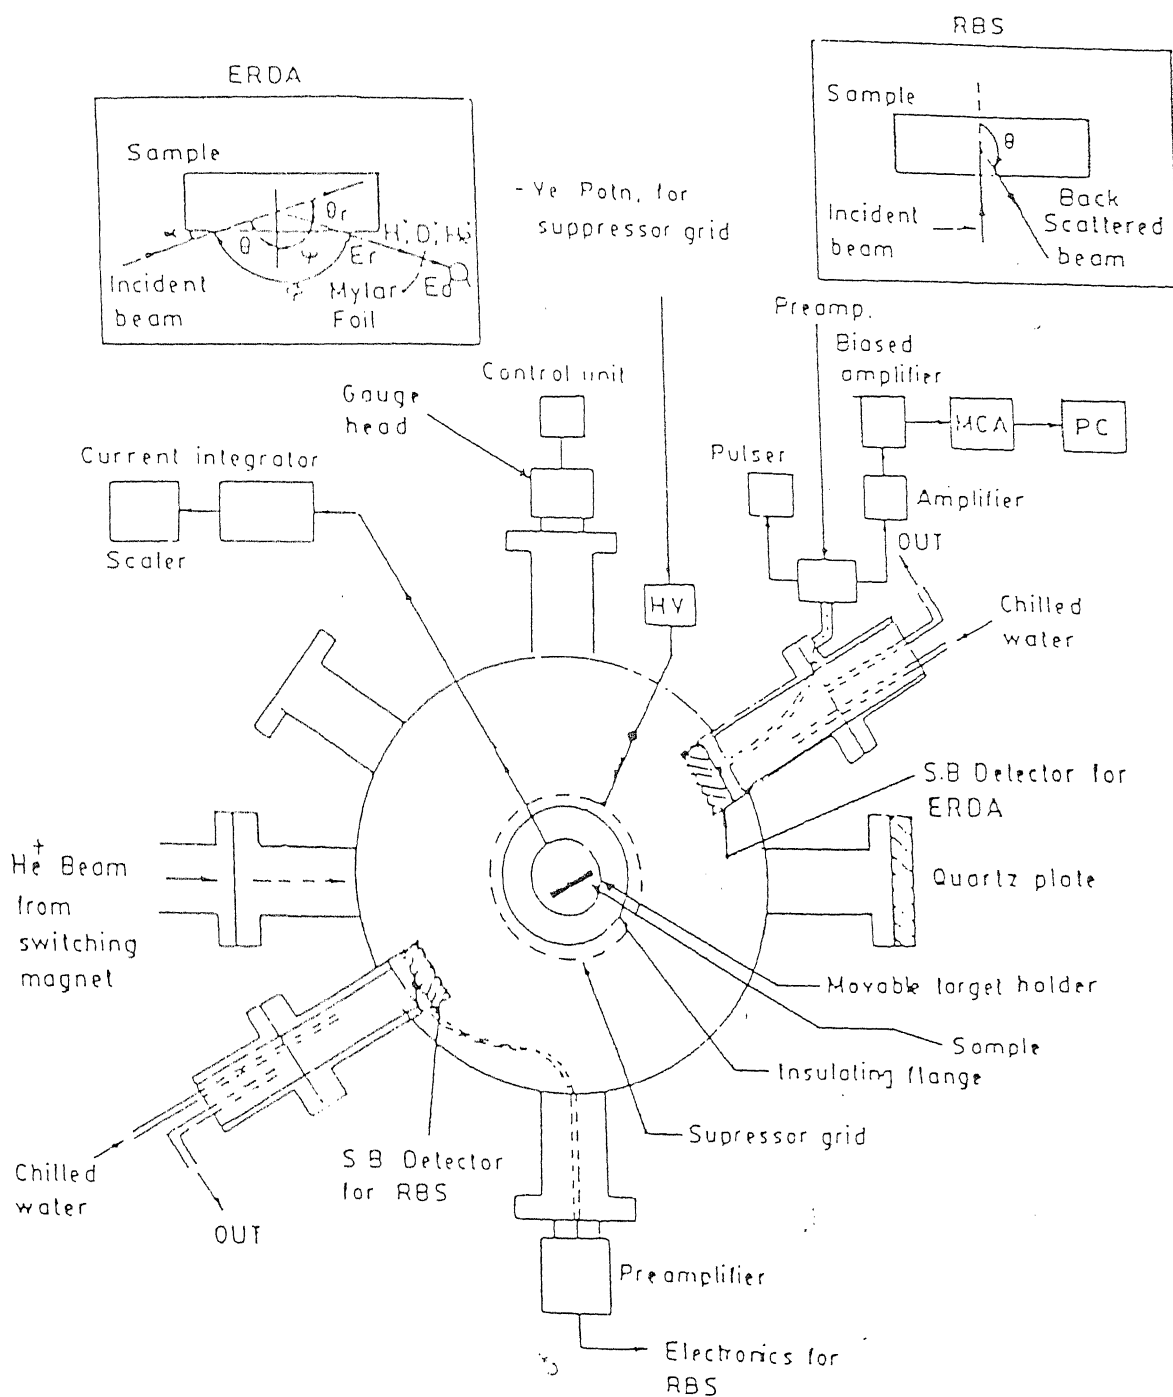 RBS
ERDA
Sample
Sample
θ
Back
Scattered
beam
Incident
beam
- Ve Potn. for
suppressor grid
θr
α
θ
ψ
Er
Ed
Incident
beam
Mylar
Foil
Preamp.
Biased
amplifier
MCA
PC
Control unit
Gauge
head
Pulser
Current integrator
Amplifier
OUT
Scaler
HV
Chilled
water
S.B Detector for
ERDA
He+ Beam
from
switching
magnet
Quartz plate
Movable target holder
Sample
Insulating flange
Supressor grid
S B Detector
for RBS
Chilled
water
OUT
Preamplifier
Electronics for
RBS